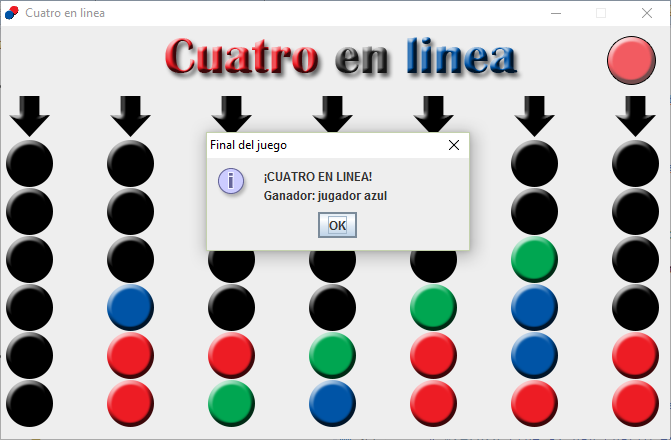 Cuatro en linea
Cuatro en linea
Final del juego
¡CUATRO EN LINEA!
Ganador: jugador azul
OK